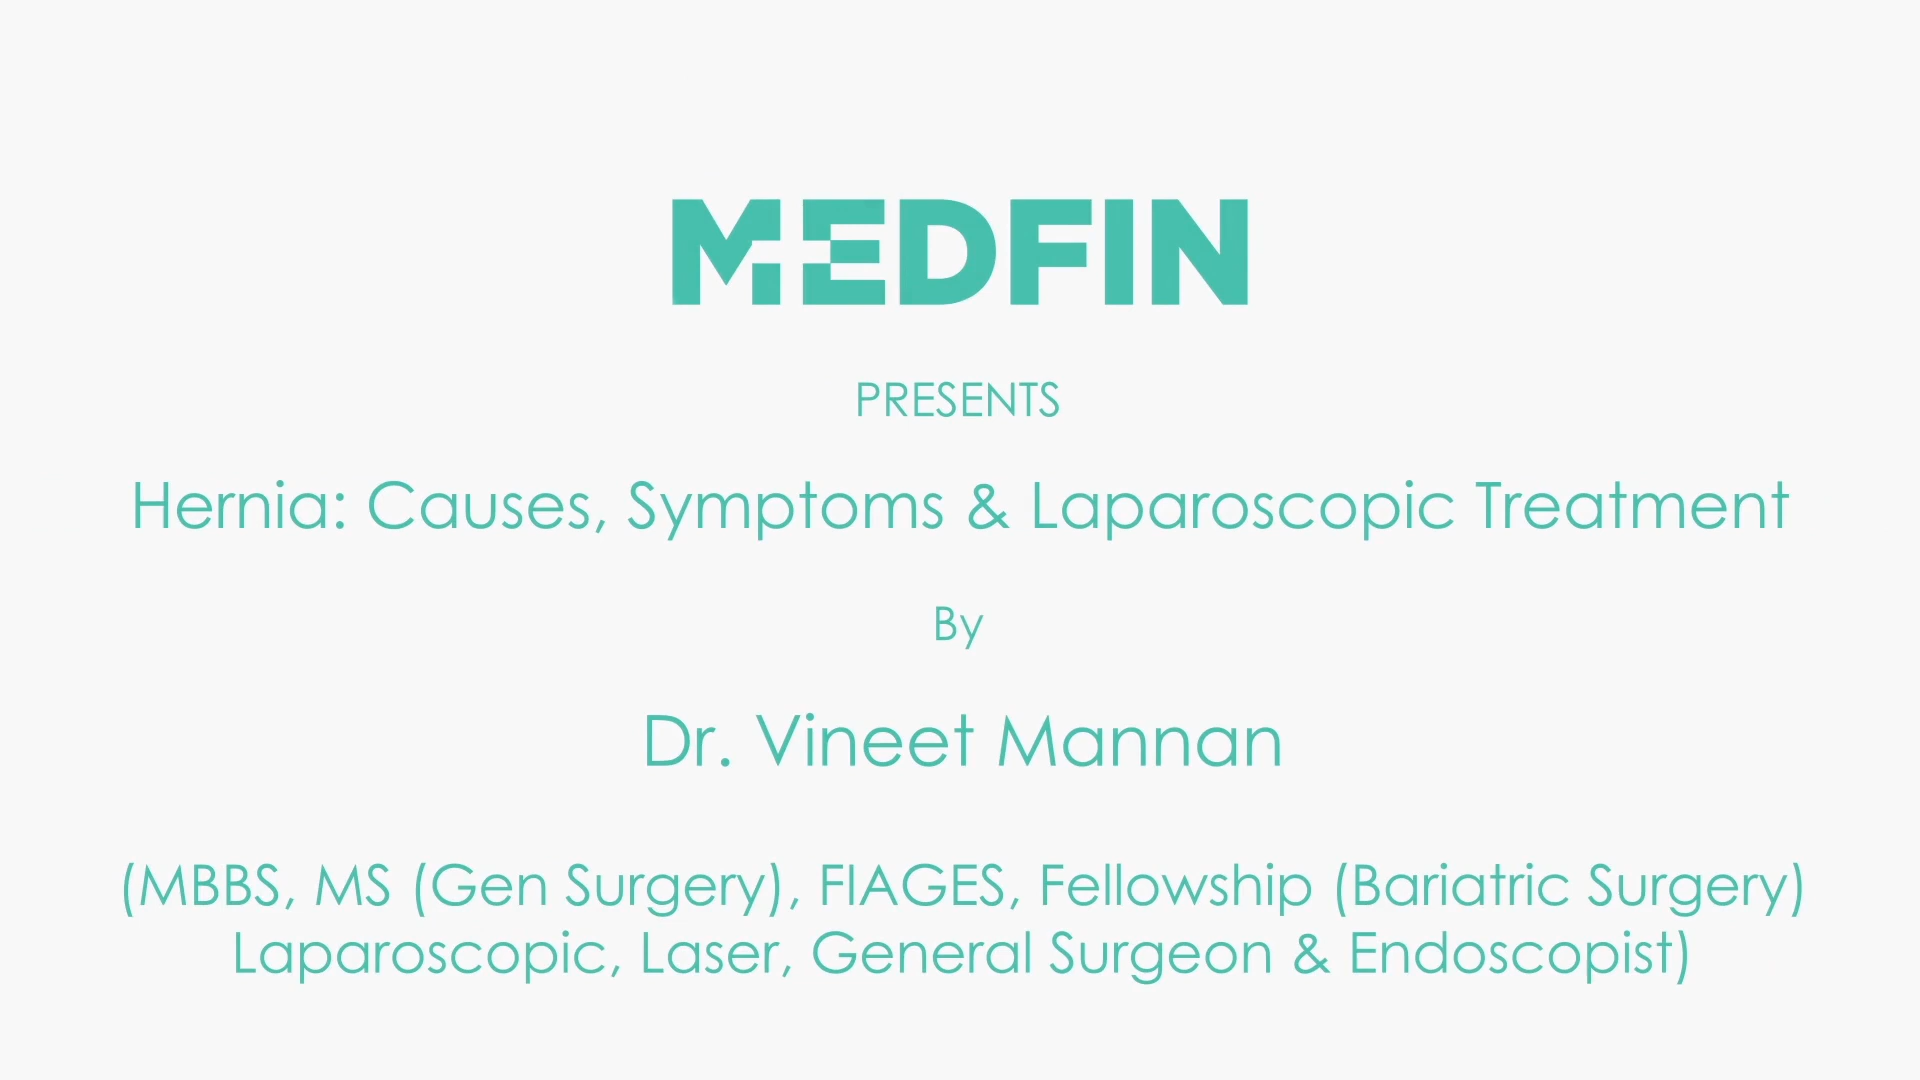 MEDFIN
PRESENTS
Hernia: Causes, Symptoms & Laparoscopic Treatment
By
Dr. Vineet Mannan
(MBBS, MS (Gen Surgery), FIAGES, Fellowship (Bariatric Surgery)
Laparoscopic, Laser, General Surgeon & Endoscopist)